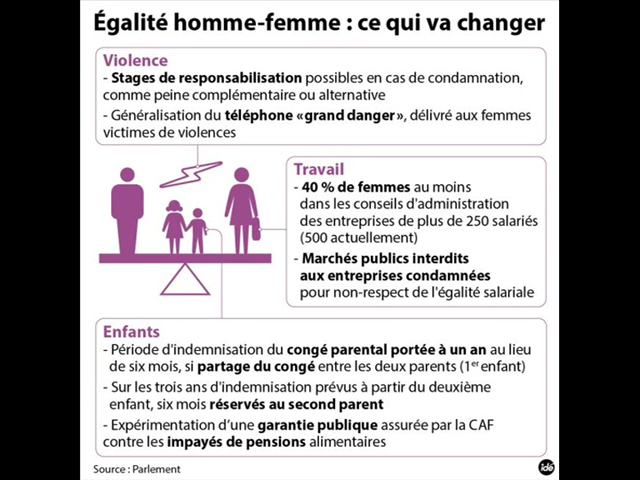 Égalité homme-femme : ce qui va changer
Violence
- Stages de responsabilisation possibles en cas de condamnation,
comme peine complémentaire ou alternative
- Généralisation du téléphone «grand danger», délivré aux femmes
victimes de violences
Travail
- 40 % de femmes au moins
dans les conseils d'administration
des entreprises de plus de 250 salariés
(500 actuellement)
- Marchés publics interdits
aux entreprises condamnées
pour non-respect de l'égalité salariale
Enfants
- Période d'indemnisation du congé parental portée à un an au lieu
de six mois, si partage du congé entre les deux parents (1er enfant)
- Sur les trois ans d'indemnisation prévus à partir du deuxième
enfant, six mois réservés au second parent
- Expérimentation d'une garantie publique assurée par la CAF
contre les impayés de pensions alimentaires
Source : Parlement
idé